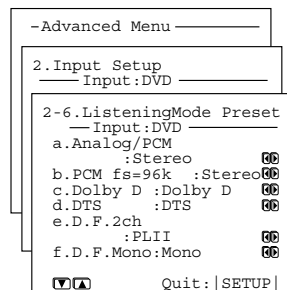 -Advanced Menu
2.Input Setup
Input:DVD
2-6.ListeningMode Preset
Input:DVD
a.Analog/PCM
:Stereo
b.PCM fs=96k :Stereo
c.Dolby D :Dolby D
d.DTS :DTS
e.D.F.2ch
:PLII
f.D.F.Mono:Mono
Quit:|SETUP|